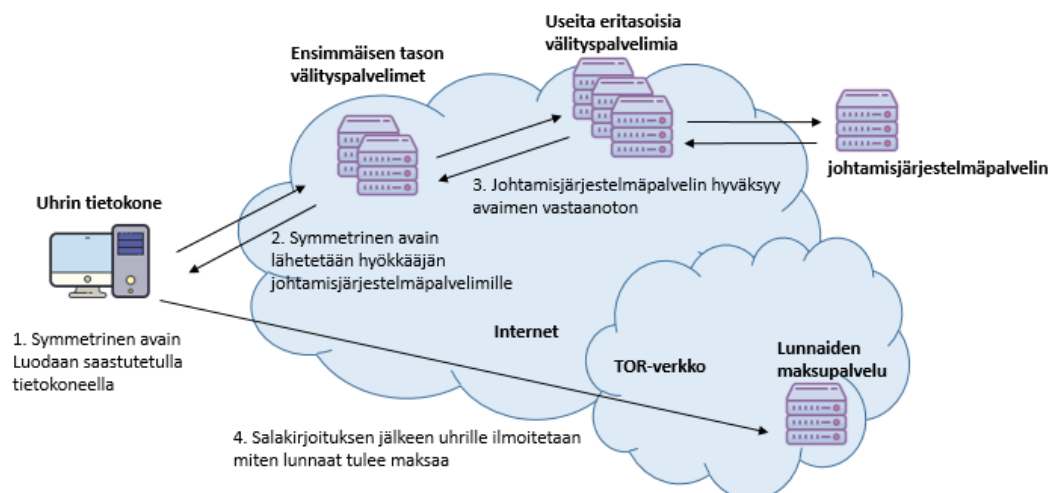 Useita eritasoisia
välityspalvelimia
Ensimmäisen tason
välityspalvelimet
johtamisjärjestelmäpalvelin
3. Johtamisjärjestelmäpalvelin hyväksyy
avaimen vastaanoton
Uhrin tietokone
2. Symmetrinen avain
lähetetään hyökkääjän
johtamisjärjestelmäpalvelimille
1. Symmetrinen avain
Luodaan saastutetulla
tietokoneella
Internet
TOR-verkko
Lunnaiden
maksupalvelu
4. Salakirjoituksen jälkeen uhrille ilmoitetaan
miten lunnaat tulee maksaa